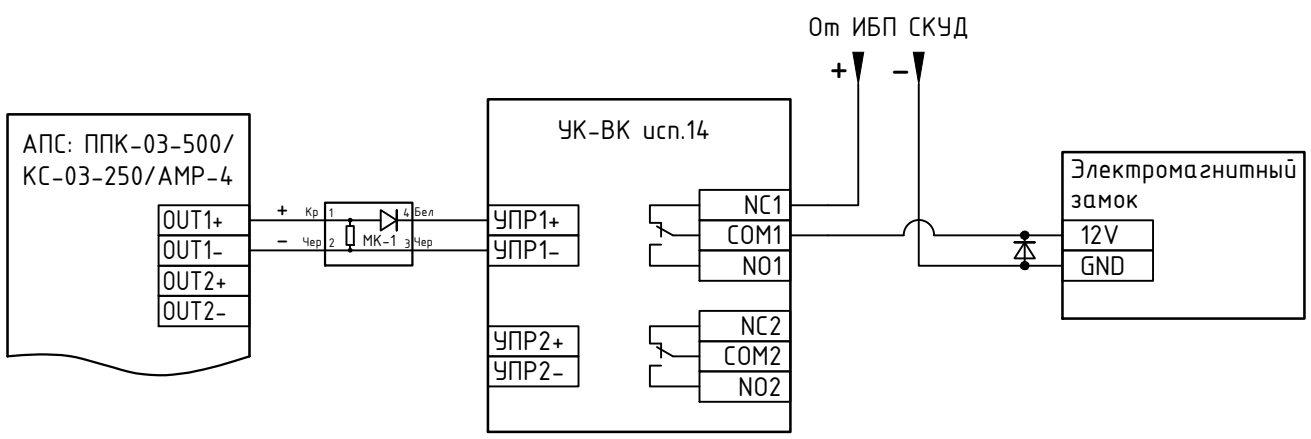 От ИБП СКУД
+ −
АПС: ППК-03-500/
КС-03-250/АМР-4
OUT1+
OUT1-
OUT2+
OUT2-
+ Кр 1
− Чер 2
МК-1
4 Бел
3 Чер
УК-ВК исп.14
УПР1+
УПР1-
УПР2+
УПР2-
NC1
COM1
NO1
NC2
COM2
NO2
Электромагнитный
замок
12V
GND